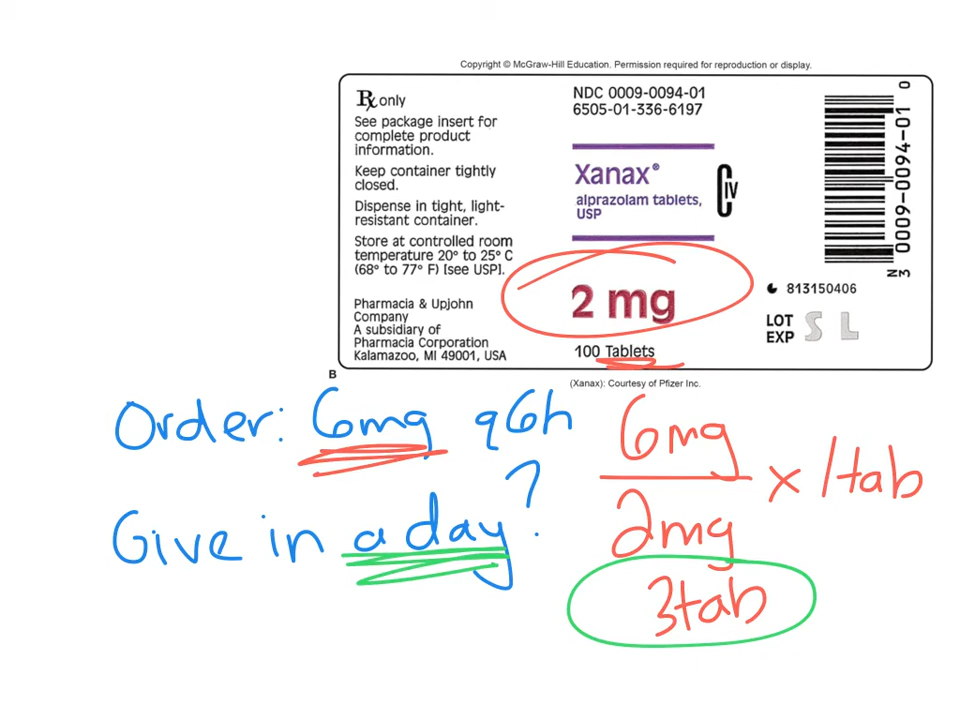 Copyright © McGraw-Hill Education. Permission required for reproduction or display.
Rx only
See package insert for
complete product
information.
Keep container tightly
closed.
Dispense in tight, light-
resistant container.
Store at controlled room
temperature 20° to 25° C
(68° to 77° F) [see USP].
Pharmacia & Upjohn
Company
A subsidiary of
Pharmacia Corporation
Kalamazoo, MI 49001, USA
NDC 0009-0094-01
6505-01-336-6197
Xanax®
alprazolam tablets,
USP
CIV
2 mg
100 Tablets
N3 0009-0094-01 0
813150406
LOT
EXP
S L
B
(Xanax): Courtesy of Pfizer Inc.
Order: 6mg q6h
Give in a day?
6mg
2mg
x 1tab
3tab